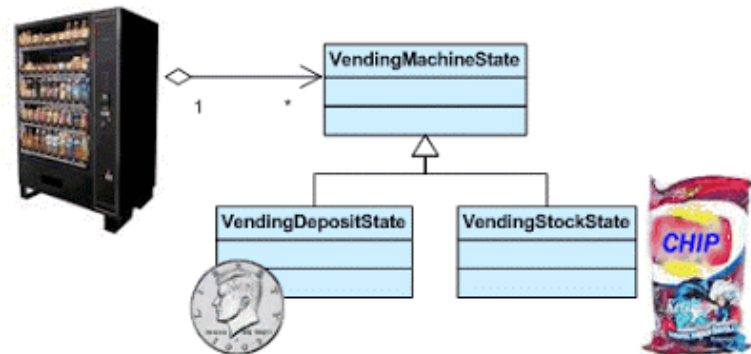 VendingMachineState
1
*
VendingDepositState
VendingStockState
CHIP